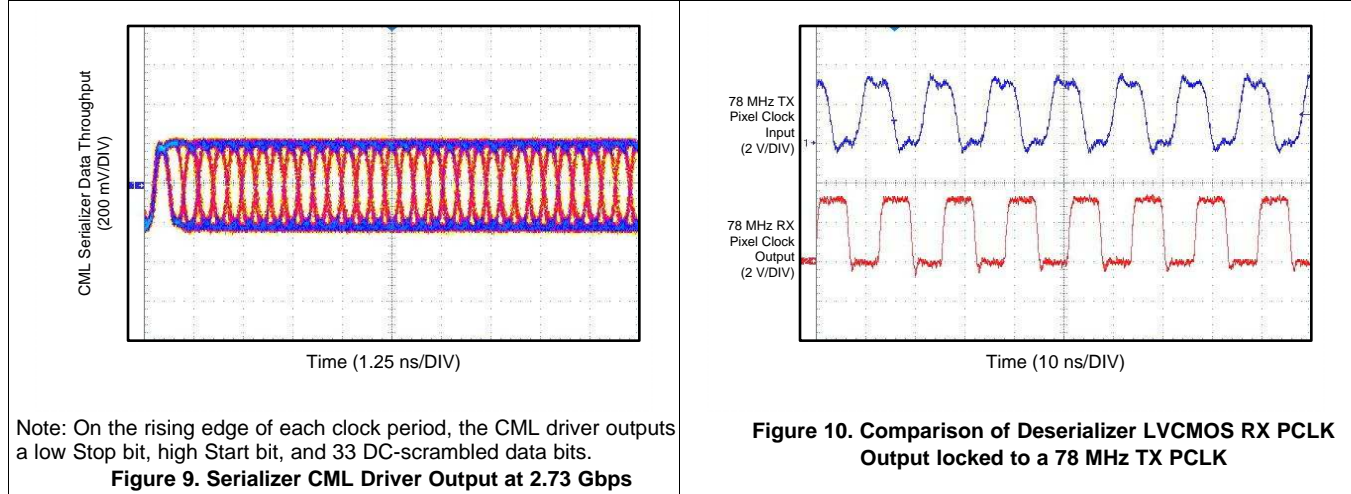 CML Serializer Data Throughput
(200 mV/DIV)
Time (1.25 ns/DIV)
Note: On the rising edge of each clock period, the CML driver outputs
a low Stop bit, high Start bit, and 33 DC-scrambled data bits.
Figure 9. Serializer CML Driver Output at 2.73 Gbps
78 MHz TX
Pixel Clock
Input
(2 V/DIV)
78 MHz RX
Pixel Clock
Output
(2 V/DIV)
Time (10 ns/DIV)
Figure 10. Comparison of Deserializer LVCMOS RX PCLK
Output locked to a 78 MHz TX PCLK